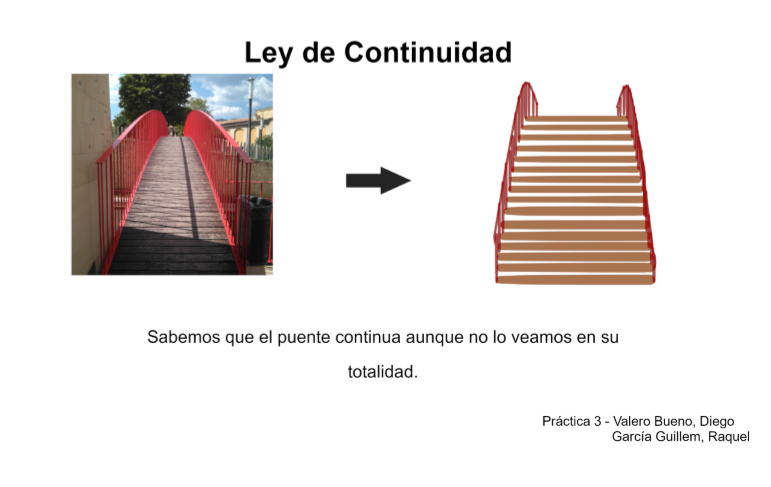 Ley de Continuidad
Sabemos que el puente continua aunque no lo veamos en su
totalidad.
Práctica 3 - Valero Bueno, Diego
García Guillem, Raquel